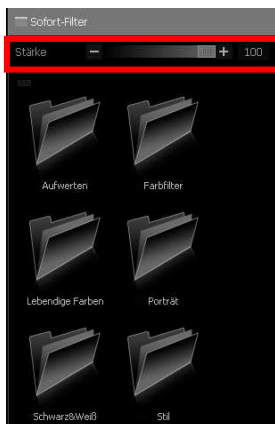 Sofort-Filter
Stärke − + 100
Aufwerten Farbfilter
Lebendige Farben Porträt
Schwarz&Weiß Stil